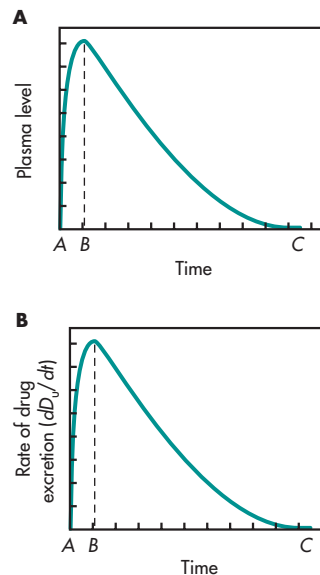 A
Plasma level
A B C
Time
B
Rate of drug
excretion (dDu/dt)
A B C
Time